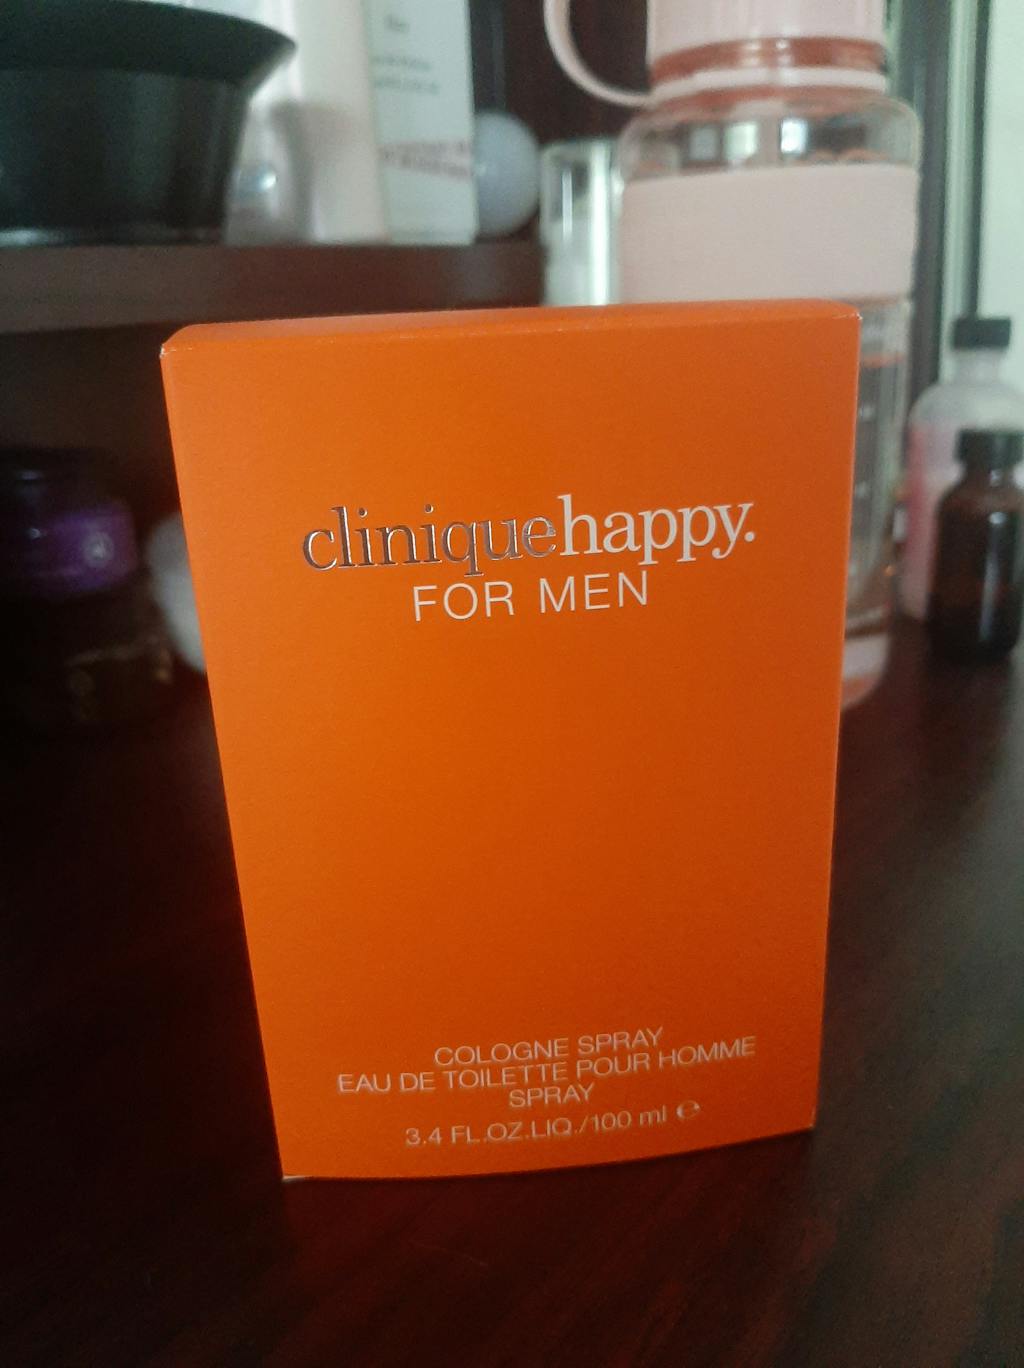 cliniquehappy.
FOR MEN
COLOGNE SPRAY
EAU DE TOILETTE POUR HOMME
SPRAY
3.4 FL.OZ.LIQ./100 ml ℮